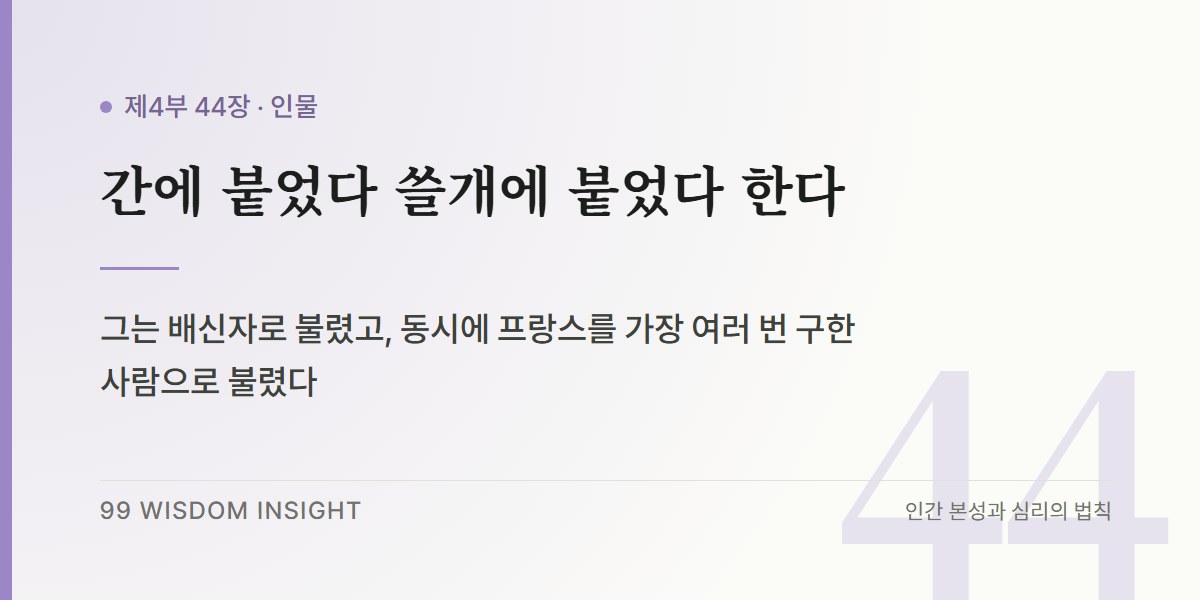 제4부 44장 · 인물
간에 붙었다 쓸개에 붙었다 한다
그는 배신자로 불렸고, 동시에 프랑스를 가장 여러 번 구한
사람으로 불렸다
44
99 WISDOM INSIGHT
인간 본성과 심리의 법칙